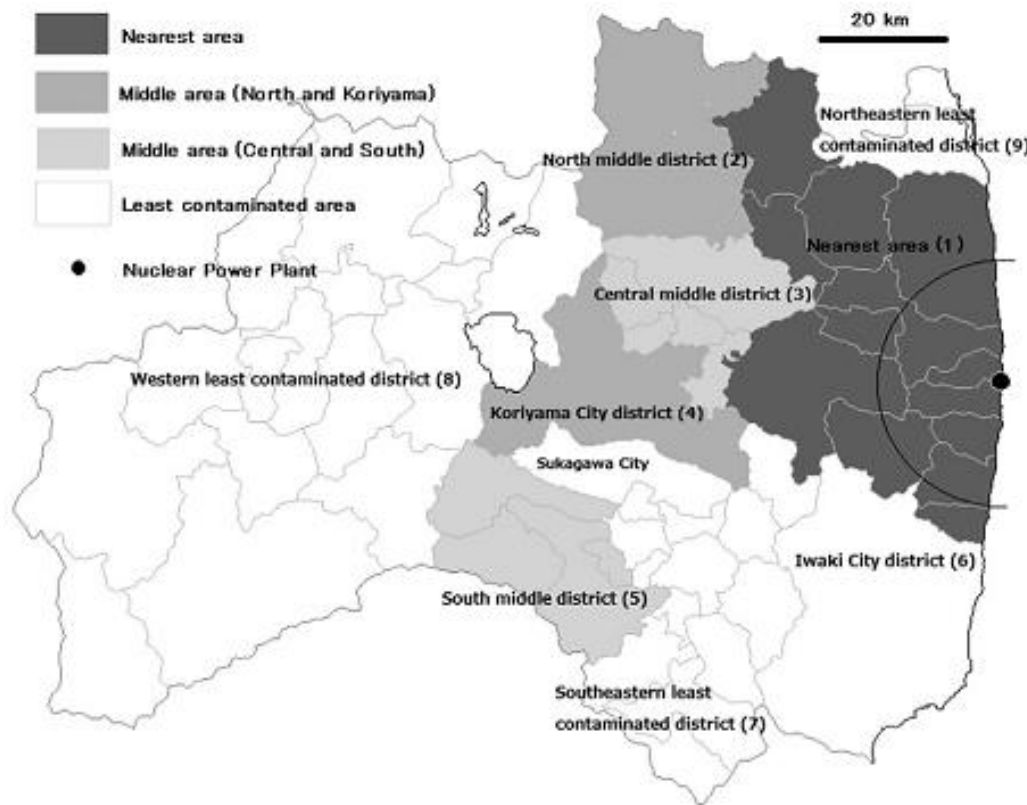 Nearest area
Middle area (North and Koriyama)
Middle area (Central and South)
Least contaminated area
Nuclear Power Plant
20 km
Northeastern least
contaminated district (9)
North middle district (2)
Nearest area (1)
Central middle district (3)
Western least contaminated district (8)
Koriyama City district (4)
Sukagawa City
Iwaki City district (6)
South middle district (5)
Southeastern least
contaminated district (7)